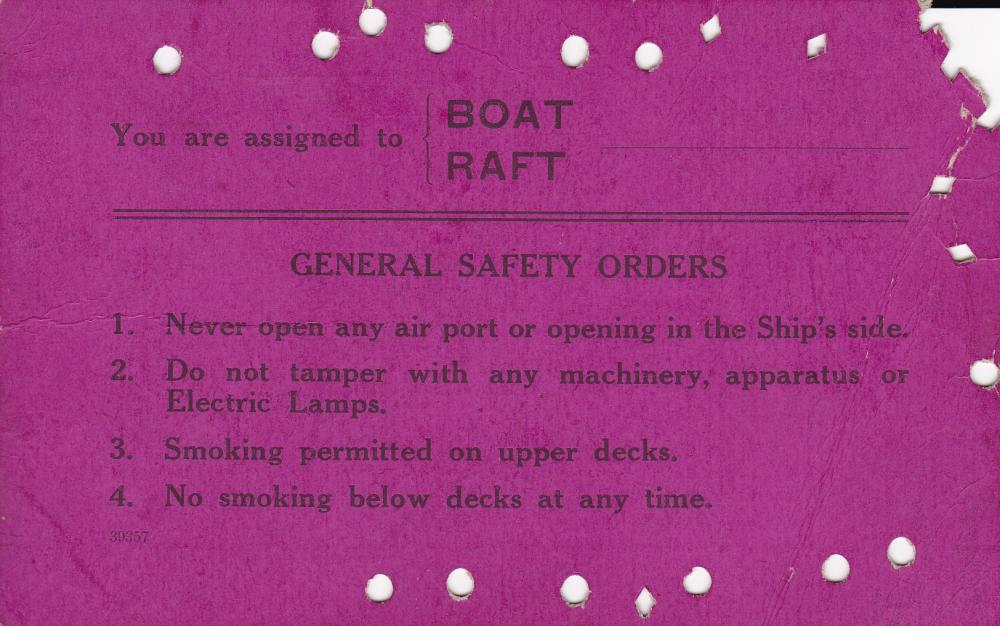 You are assigned to { BOAT
RAFT
GENERAL SAFETY ORDERS
1. Never open any air port or opening in the Ship's side.
2. Do not tamper with any machinery, apparatus or
Electric Lamps.
3. Smoking permitted on upper decks.
4. No smoking below decks at any time.
39357